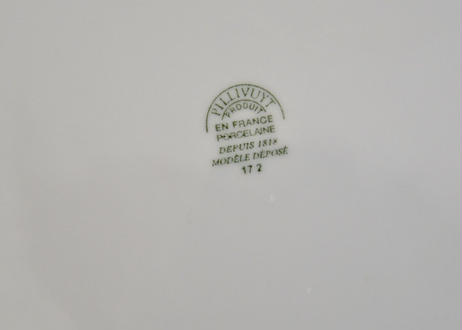 PILLIVUYT
PRODUIT
EN FRANCE
PORCELAINE
DEPUIS 1818
MODÈLE DÉPOSÉ
17 2